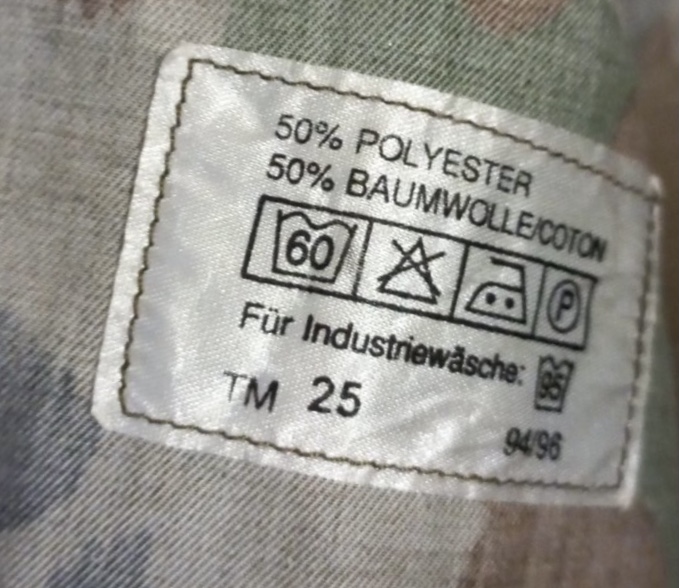 50% POLYESTER
50% BAUMWOLLE/COTON
60 P
Für Industriewäsche: 95
TM 25
94/96